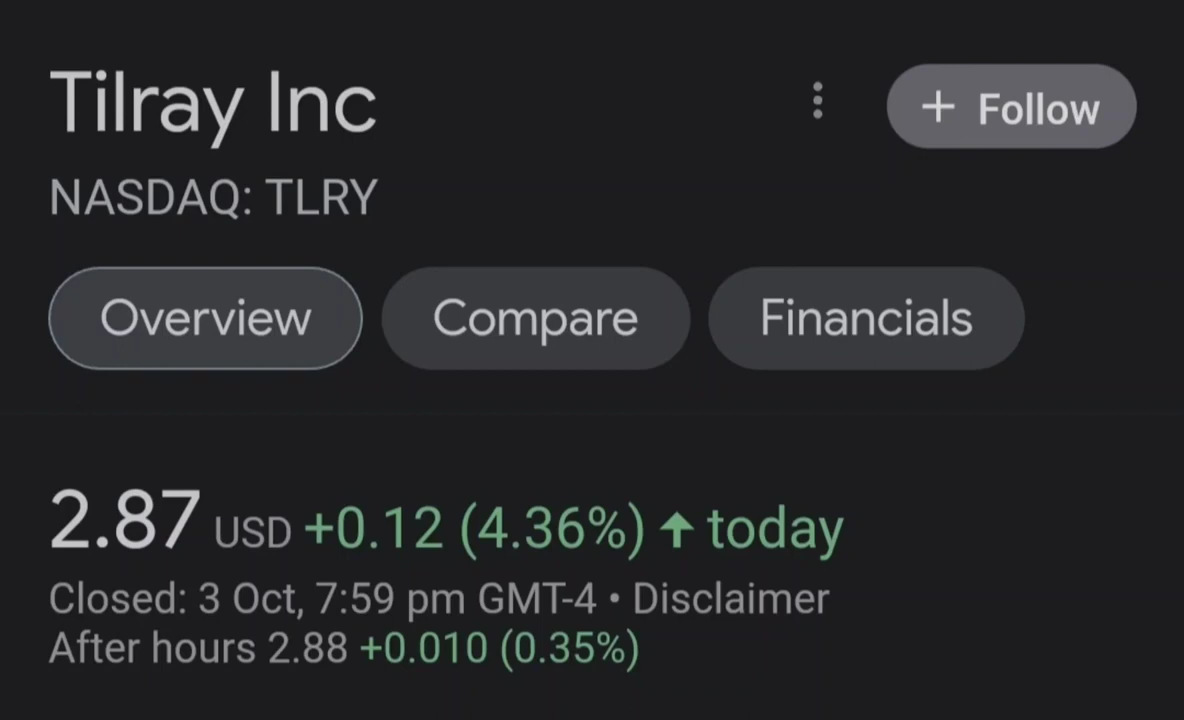 Tilray Inc
+ Follow
NASDAQ: TLRY
Overview Compare Financials
2.87 USD +0.12 (4.36%) ↑ today
Closed: 3 Oct, 7:59 pm GMT-4 • Disclaimer
After hours 2.88 +0.010 (0.35%)